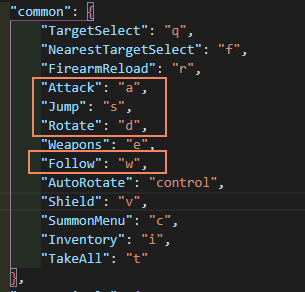 "common": {
"TargetSelect": "q",
"NearestTargetSelect": "f",
"FirearmReload": "r",
"Attack": "a",
"Jump": "s",
"Rotate": "d",
"Weapons": "e",
"Follow": "w",
"AutoRotate": "control",
"Shield": "v",
"SummonMenu": "c",
"Inventory": "i",
"TakeAll": "t"
},